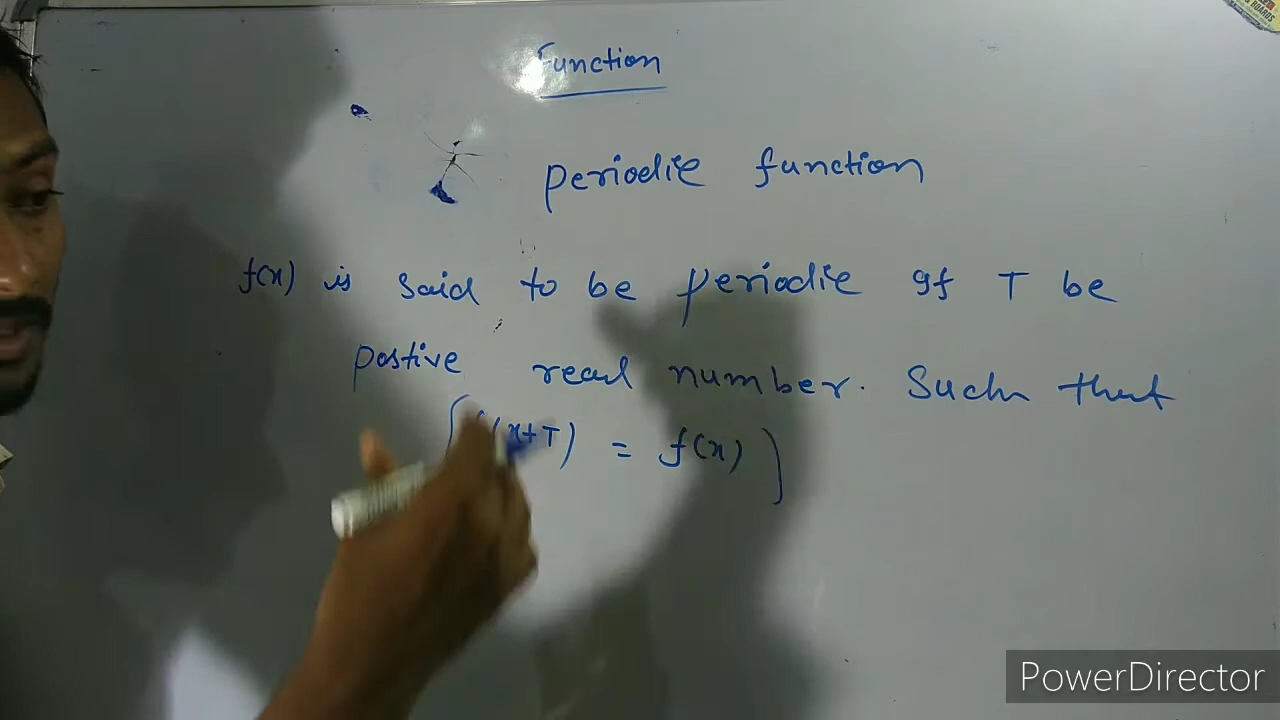 Function
periodic function
f(x) is said to be periodic If T be
postive real number. Such that
(x+T) = f(x)
PowerDirector